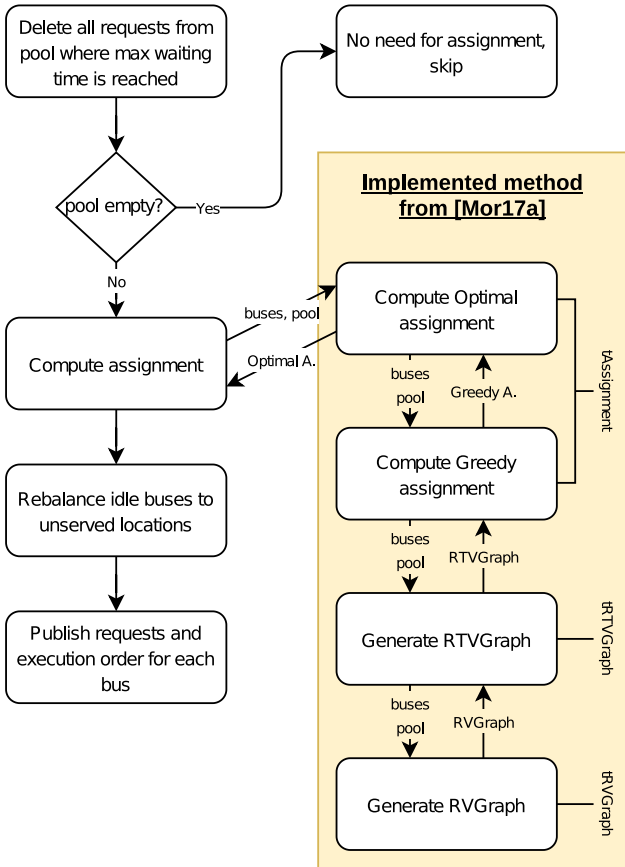 Delete all requests from
pool where max waiting
time is reached
No need for assignment,
skip
pool empty?
Yes
No
Compute assignment
Rebalance idle buses to
unserved locations
Publish requests and
execution order for each
bus
buses, pool
Optimal A.
Implemented method
from [Mor17a]
Compute Optimal
assignment
buses
pool
Greedy A.
tAssignment
Compute Greedy
assignment
buses
pool
RTVGraph
Generate RTVGraph
tRTVGraph
buses
pool
RVGraph
Generate RVGraph
tRVGraph